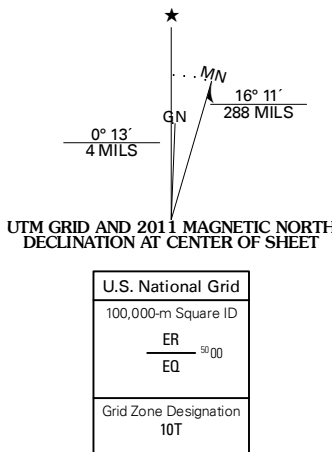 ★
MN
GN
16° 11´
288 MILS
0° 13´
4 MILS
UTM GRID AND 2011 MAGNETIC NORTH
DECLINATION AT CENTER OF SHEET
U.S. National Grid
100,000-m Square ID
ER
5000
EQ
Grid Zone Designation
10T